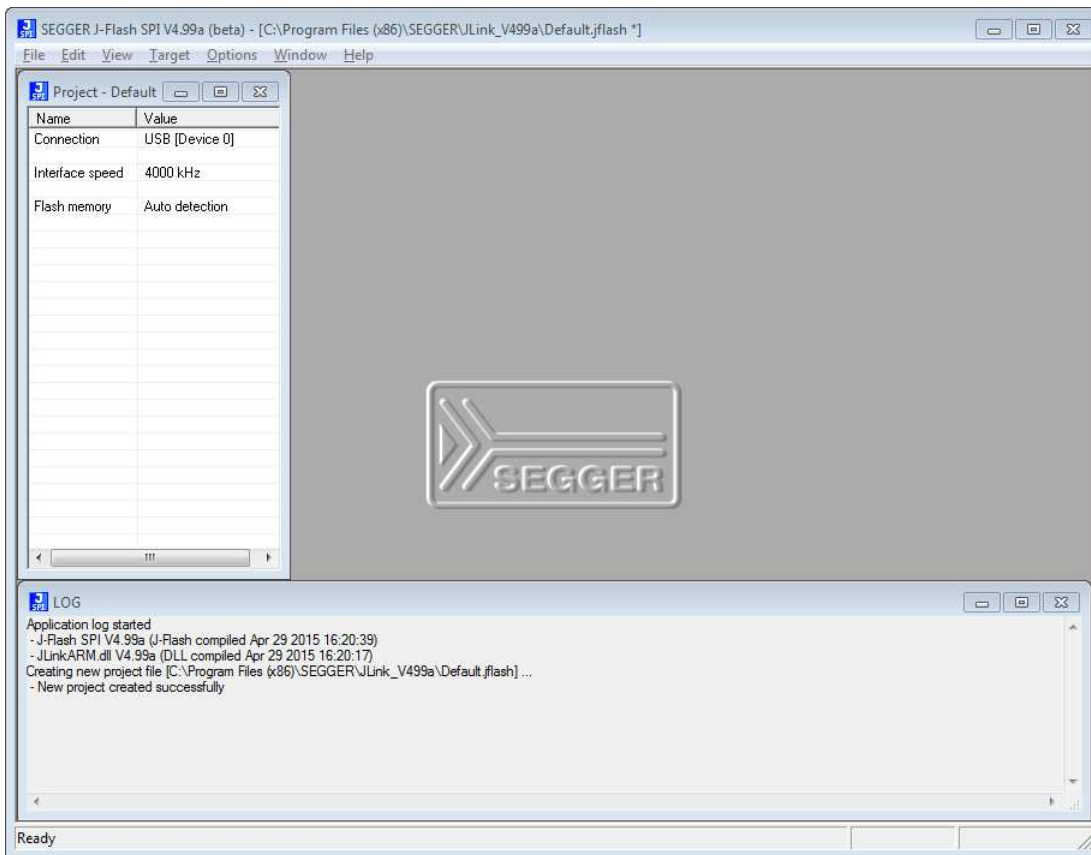 SEGGER J-Flash SPI V4.99a (beta) - [C:\Program Files (x86)\SEGGER\JLink_V499a\Default.jflash *]
File Edit View Target Options Window Help
Project - Default
Name Value
Connection USB [Device 0]
Interface speed 4000 kHz
Flash memory Auto detection
SEGGER
LOG
Application log started
- J-Flash SPI V4.99a (J-Flash compiled Apr 29 2015 16:20:39)
- JLinkARM.dll V4.99a (DLL compiled Apr 29 2015 16:20:17)
Creating new project file [C:\Program Files (x86)\SEGGER\JLink_V499a\Default.jflash] ...
- New project created successfully
Ready